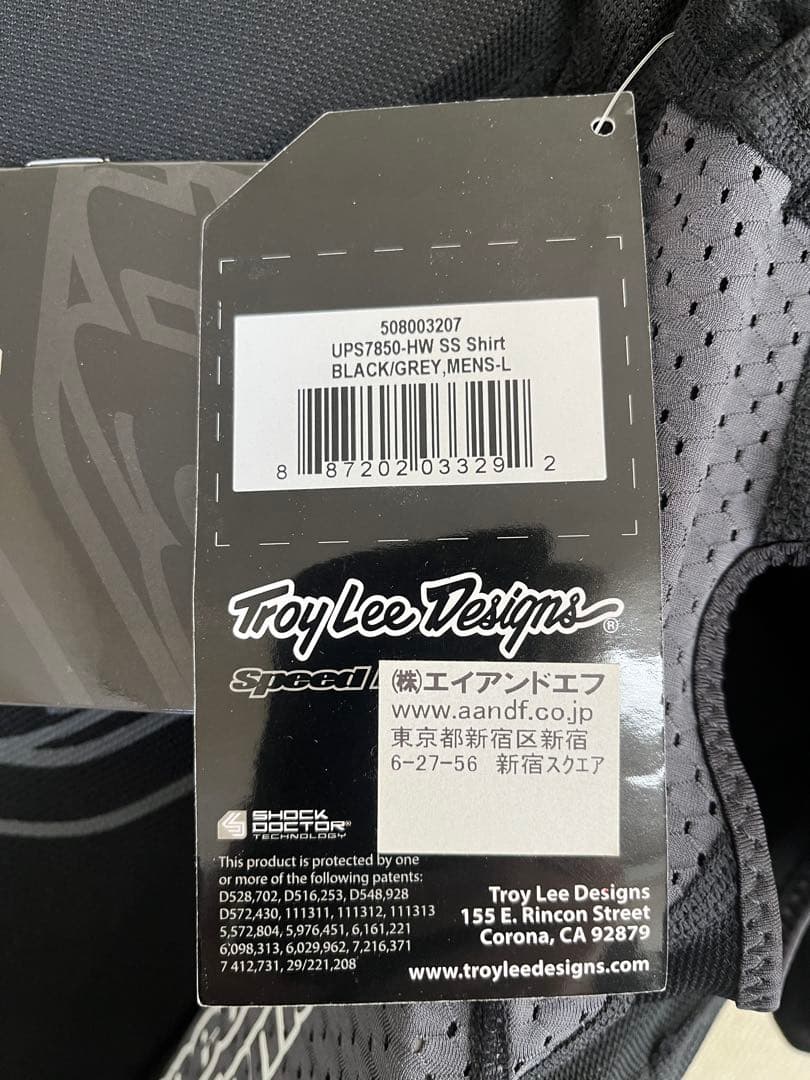 508003207
UPS7850-HW SS Shirt
BLACK/GREY,MENS-L
8 87202 03329 2
Troy Lee Designs®
Speed
(株)エイアンドエフ
www.aandf.co.jp
東京都新宿区新宿
6-27-56 新宿スクエア
SHOCK
DOCTOR®
TECHNOLOGY
This product is protected by one
or more of the following patents:
D528,702, D516,253, D548,928
D572,430, 111311, 111312, 111313
5,572,804, 5,976,451, 6,161,221
6,098,313, 6,029,962, 7,216,371
7 412,731, 29/221,208
Troy Lee Designs
155 E. Rincon Street
Corona, CA 92879
www.troyleedesigns.com